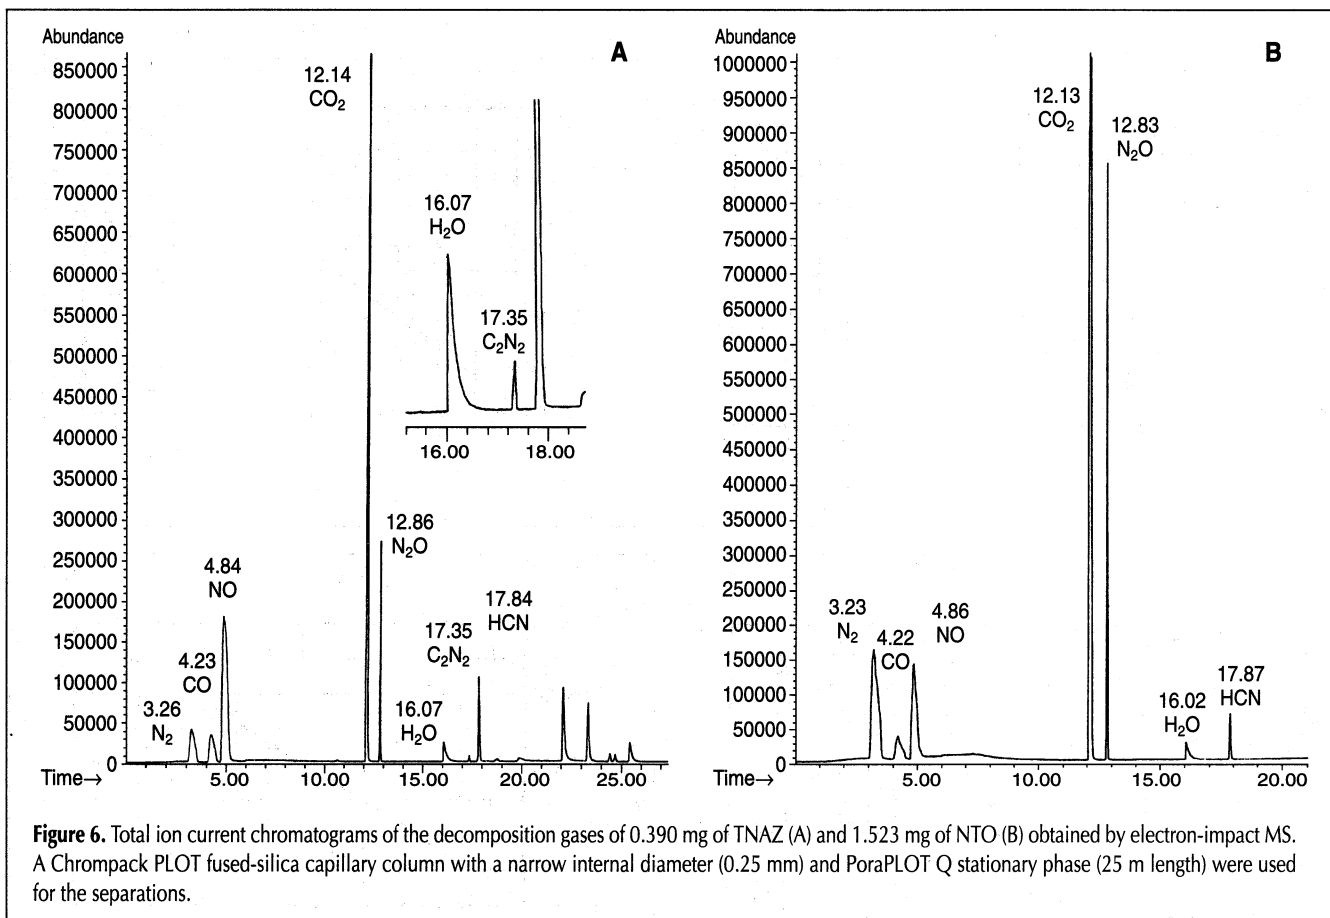 Abundance
A
850000
800000
750000
700000
650000
600000
550000
500000
450000
400000
350000
300000
250000
200000
150000
100000
50000
0
Time→
5.00
10.00
15.00
20.00
25.00
3.26
N₂
4.23
CO
4.84
NO
12.14
CO₂
12.86
N₂O
16.07
H₂O
17.35
C₂N₂
17.84
HCN
16.07
H₂O
17.35
C₂N₂
16.00
18.00
Abundance
B
1000000
950000
900000
850000
800000
750000
700000
650000
600000
550000
500000
450000
400000
350000
300000
250000
200000
150000
100000
50000
0
Time→
5.00
10.00
15.00
20.00
3.23
N₂
4.22
CO
4.86
NO
12.13
CO₂
12.83
N₂O
16.02
H₂O
17.87
HCN
Figure 6. Total ion current chromatograms of the decomposition gases of 0.390 mg of TNAZ (A) and 1.523 mg of NTO (B) obtained by electron-impact MS.
A Chrompack PLOT fused-silica capillary column with a narrow internal diameter (0.25 mm) and PoraPLOT Q stationary phase (25 m length) were used
for the separations.